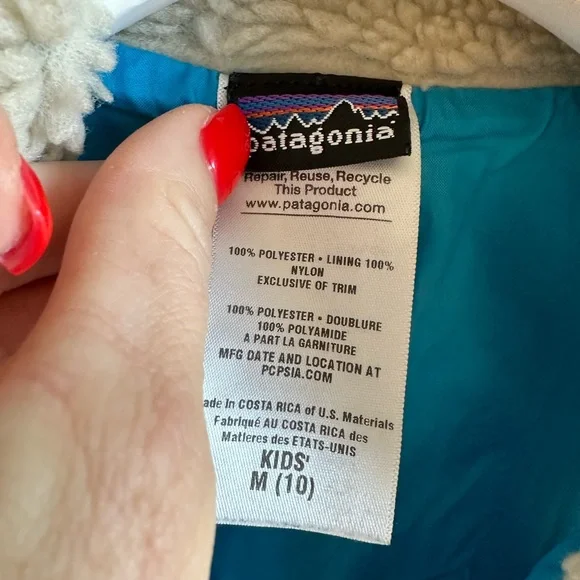 patagonia
Repair, Reuse, Recycle
This Product
www.patagonia.com
100% POLYESTER • LINING 100%
NYLON
EXCLUSIVE OF TRIM
100% POLYESTER • DOUBLURE
100% POLYAMIDE
A PART LA GARNITURE
MFG DATE AND LOCATION AT
PCPSIA.COM
ade In COSTA RICA of U.S. Materials
Fabriqué AU COSTA RICA des
Matieres des ETATS-UNIS
KIDS'
M (10)